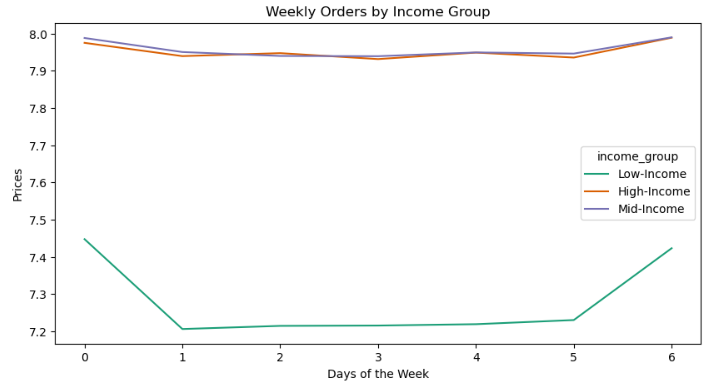 Weekly Orders by Income Group
8.0
7.9
7.8
7.7
7.6
7.5
7.4
7.3
7.2
Prices
income_group
Low-Income
High-Income
Mid-Income
0 1 2 3 4 5 6
Days of the Week